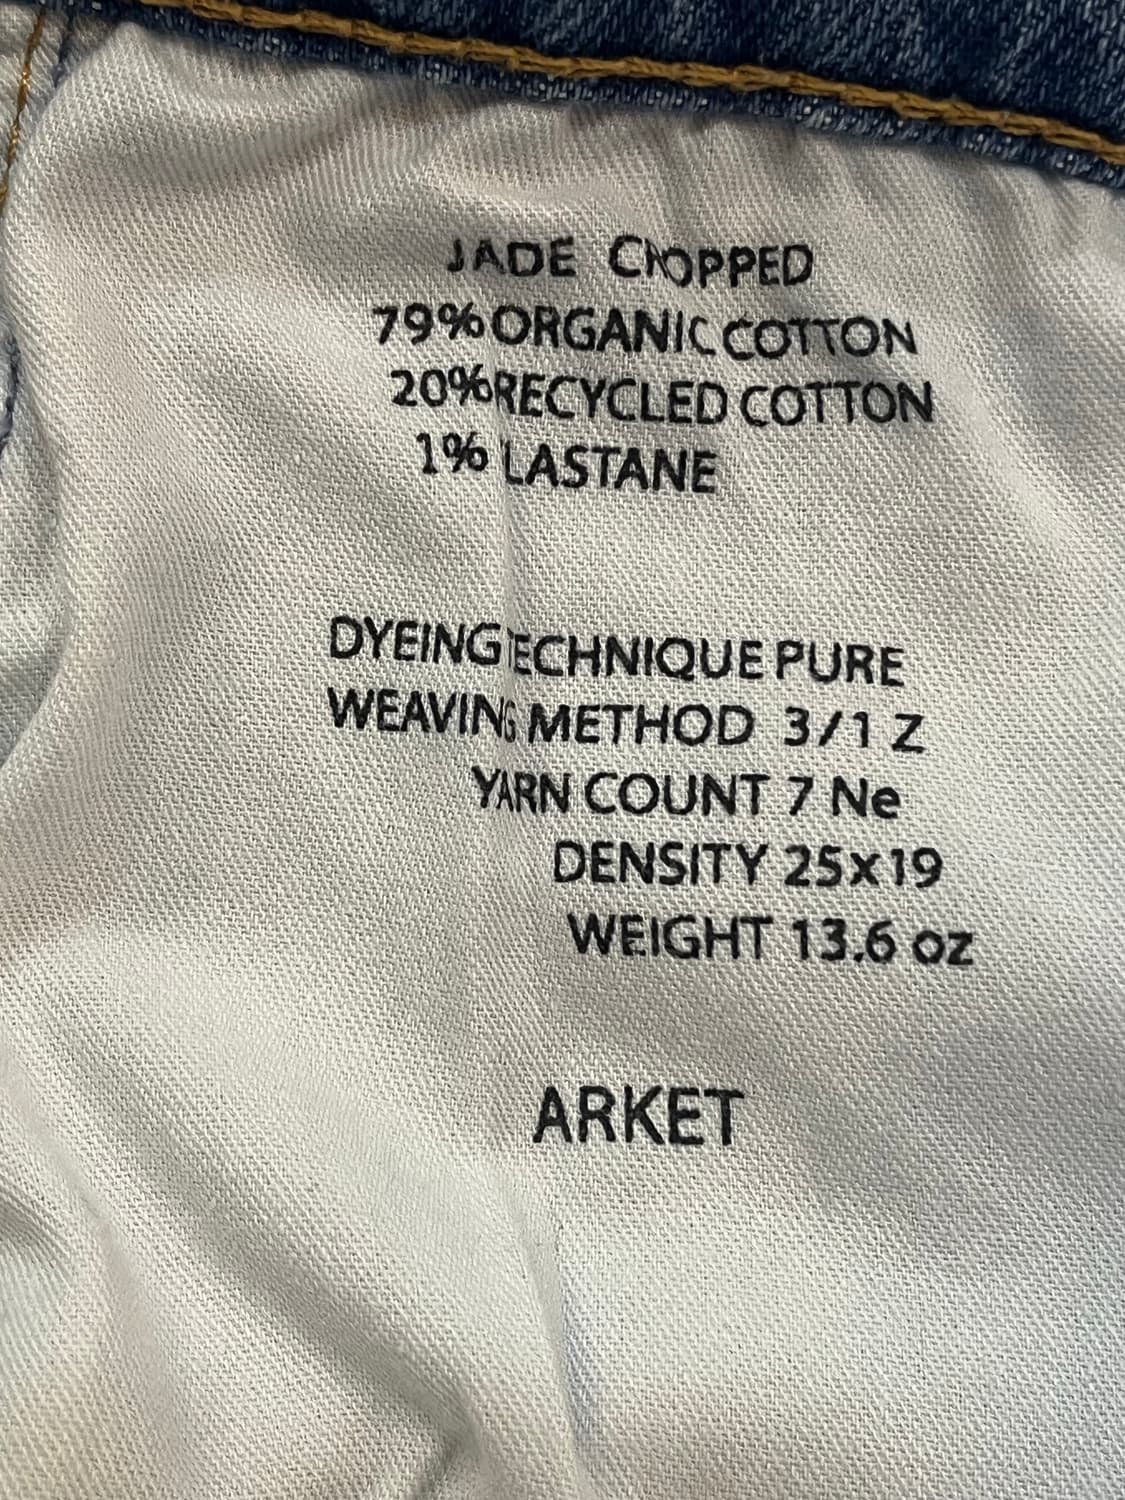 JADE CROPPED
79% ORGANIC COTTON
20% RECYCLED COTTON
1% LASTANE
DYEING TECHNIQUE PURE
WEAVING METHOD 3/1 Z
YARN COUNT 7 Ne
DENSITY 25x19
WEIGHT 13.6 oz
ARKET